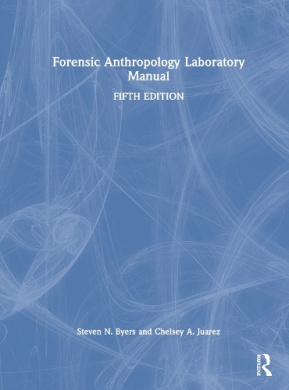 Forensic Anthropology Laboratory
Manual
FIFTH EDITION
Steven N. Byers and Chelsey A. Juarez